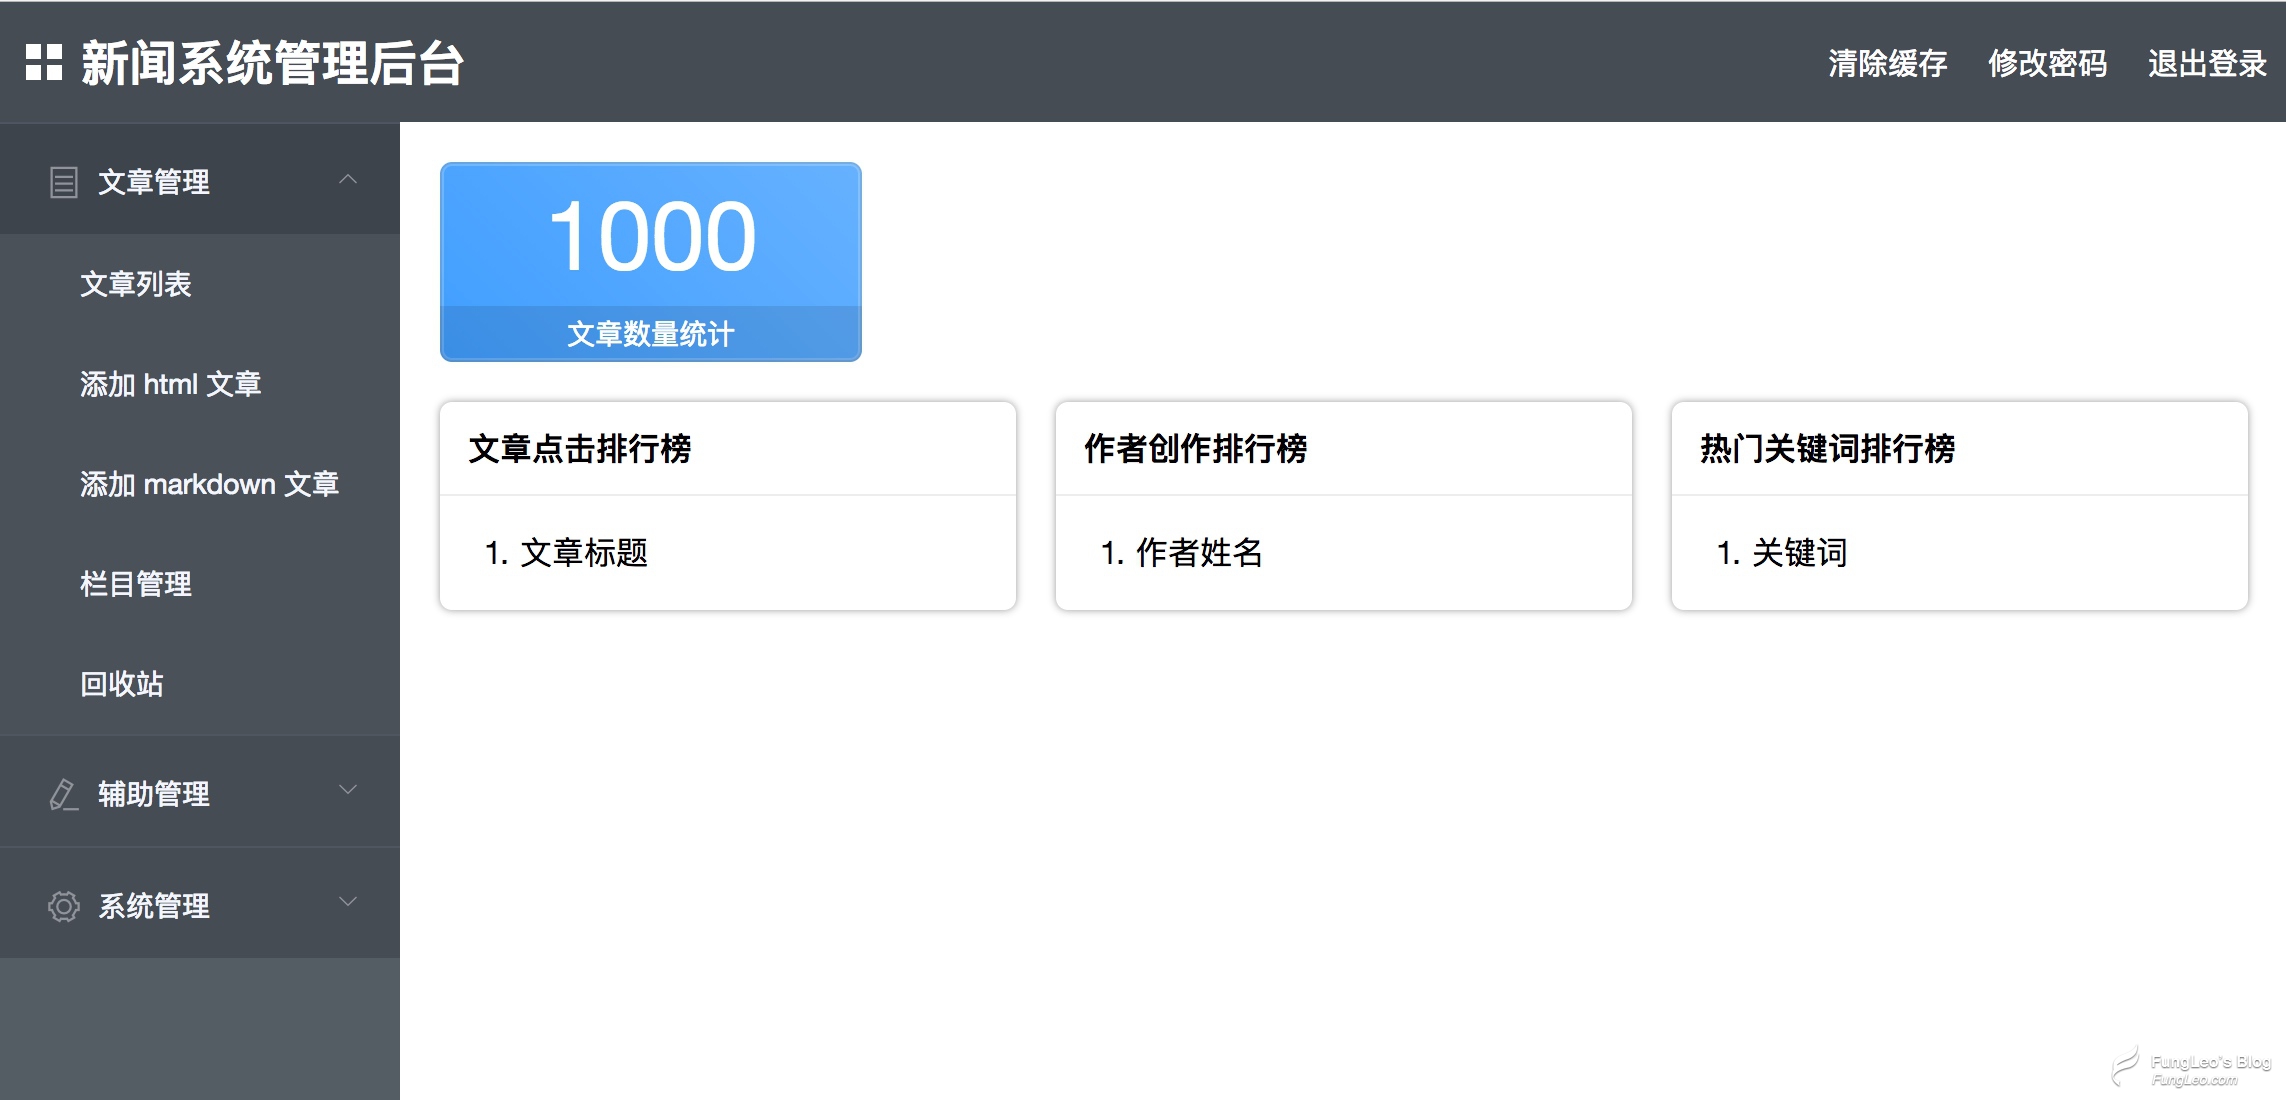 新闻系统管理后台
清除缓存 修改密码 退出登录
文章管理
文章列表
添加 html 文章
添加 markdown 文章
栏目管理
回收站
辅助管理
系统管理
1000
文章数量统计
文章点击排行榜
1. 文章标题
作者创作排行榜
1. 作者姓名
热门关键词排行榜
1. 关键词
FungLeo's Blog
FungLeo.com